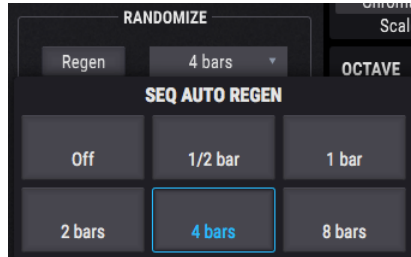 RANDOMIZE
Scal
Regen
4 bars
OCTAVE
SEQ AUTO REGEN
Off
1/2 bar
1 bar
2 bars
4 bars
8 bars